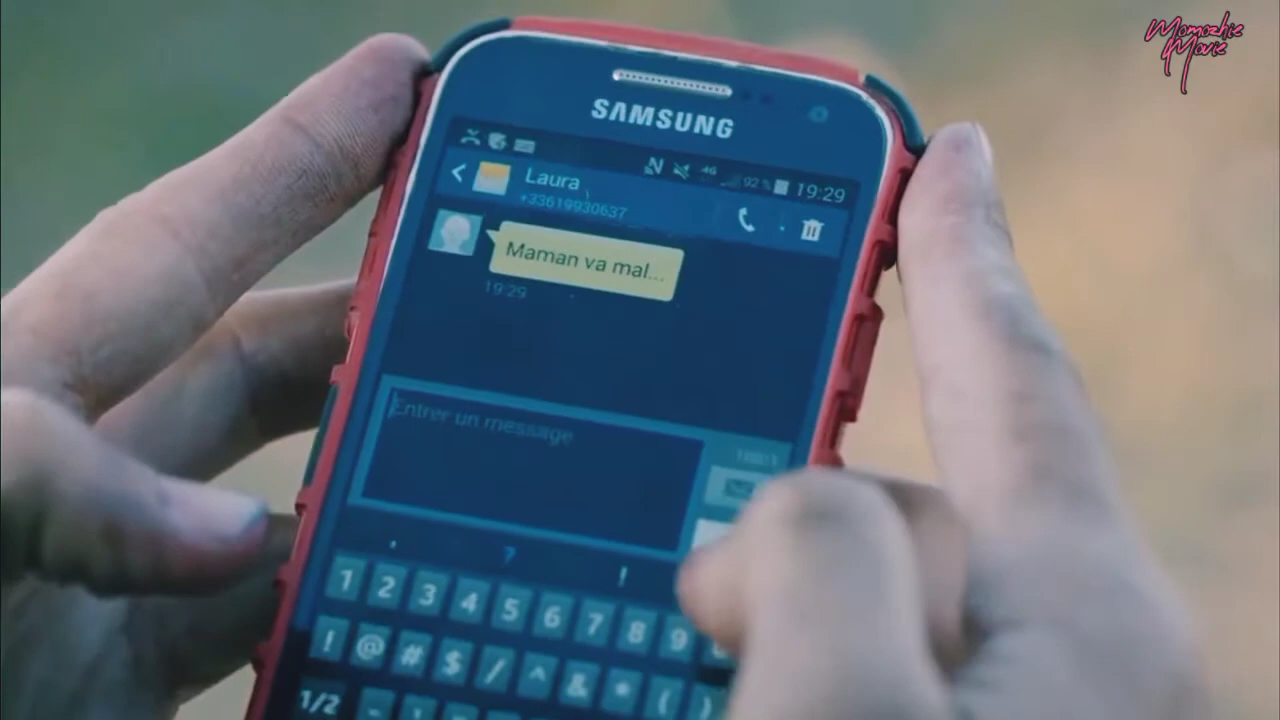 Momozhie
Movie
SAMSUNG
4G 92% 19:29
Laura
+33619930637
Maman va mal...
19:29
Entrer un message
, ? !
1 2 3 4 5 6 7 8 9
! @ # $ / ^ & * ( )
1/2 -